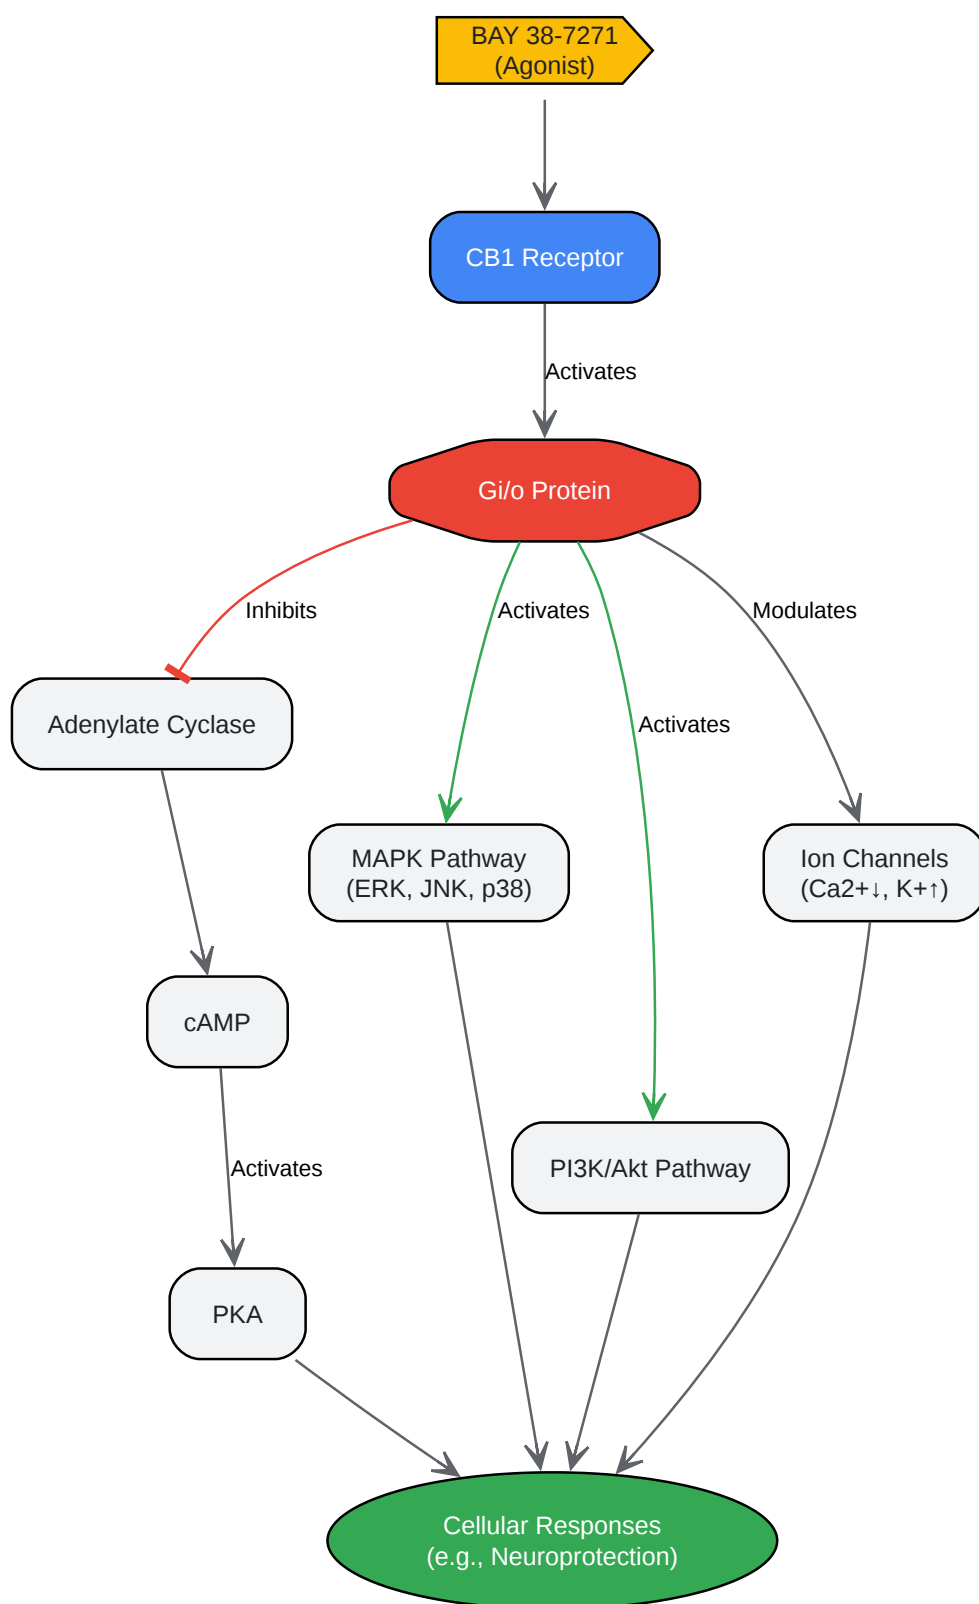 BAY 38-7271
(Agonist)
CB1 Receptor
Activates
Gi/o Protein
Inhibits
Activates
Modulates
Activates
Adenylate Cyclase
MAPK Pathway
(ERK, JNK, p38)
Ion Channels
(Ca2+↓, K+↑)
cAMP
Activates
PI3K/Akt Pathway
PKA
Cellular Responses
(e.g., Neuroprotection)